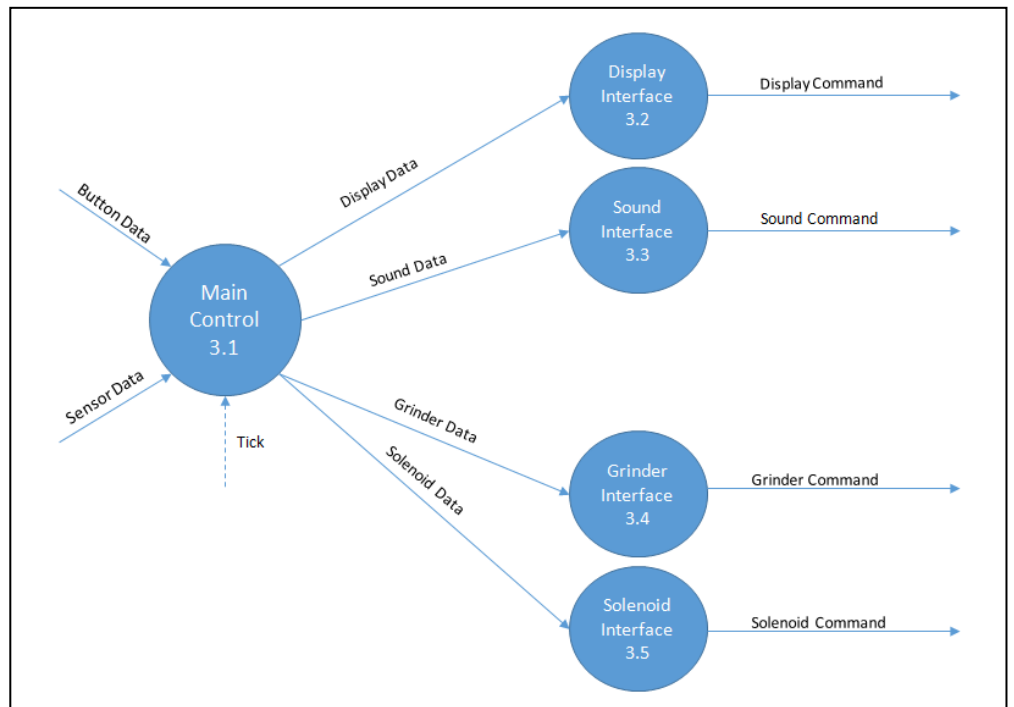 Display
Interface
3.2
Display Command
Display Data
Button Data
Sound
Interface
3.3
Sound Command
Sound Data
Main
Control
3.1
Sensor Data
Tick
Grinder Data
Solenoid Data
Grinder
Interface
3.4
Grinder Command
Solenoid
Interface
3.5
Solenoid Command